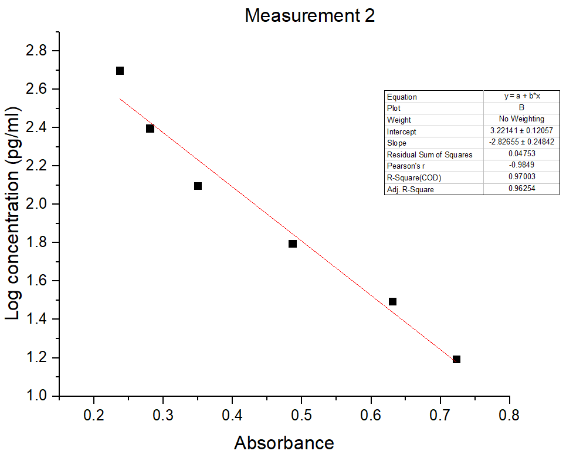 Measurement 2
Equation y = a + b*x
Plot B
Weight No Weighting
Intercept 3.22141 ± 0.12057
Slope -2.82655 ± 0.24842
Residual Sum of Squares 0.04753
Pearson's r -0.9849
R-Square(COD) 0.97003
Adj. R-Square 0.96254
2.8
2.6
2.4
2.2
2.0
1.8
1.6
1.4
1.2
1.0
Log concentration (pg/ml)
0.2 0.3 0.4 0.5 0.6 0.7 0.8
Absorbance